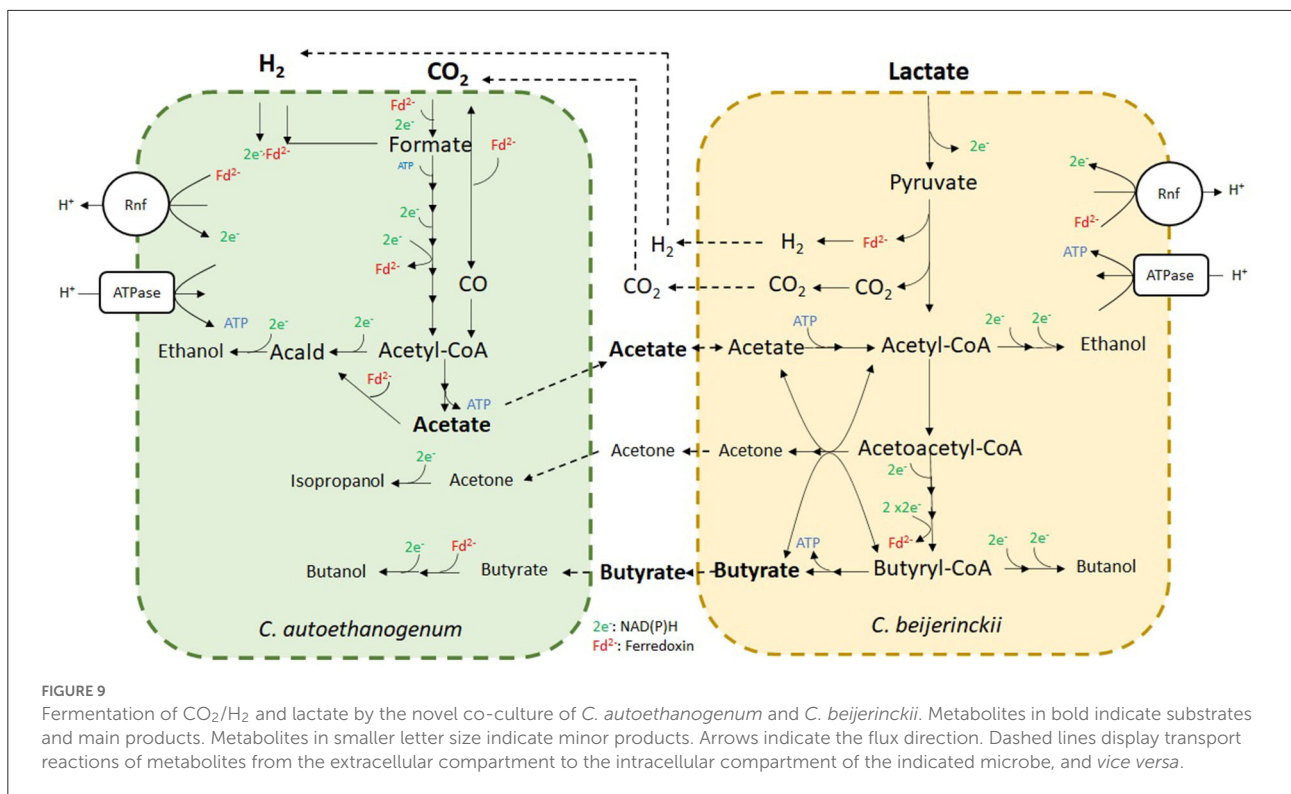 H2
CO2
Lactate
Fd2-
2e-
Formate
Fd2-
2e-
2e-·Fd2-
ATP
Pyruvate
2e-
Fd2-
H+
Rnf
2e-
2e-
Rnf
H+
Fd2-
2e-
2e-
Fd2-
H2
H2
Fd2-
ATP
H+
ATPase
CO
CO2
CO2
CO2
ATPase
H+
ATP
2e-
2e-
ATP
2e-
2e-
Ethanol
Acald
Acetyl-CoA
Acetate
Acetate
Acetyl-CoA
Ethanol
Fd2-
ATP
Acetate
2e-
Acetone
Acetone
Acetoacetyl-CoA
Isopropanol
Acetone
2e-
2 x2e-
2e-
Fd2-
ATP
Fd2-
2e-
2e-
Butanol
Butyrate
Butyrate
Butyrate
Butyryl-CoA
Butanol
C. autoethanogenum
2e-: NAD(P)H
Fd2-: Ferredoxin
C. beijerinckii
FIGURE 9
Fermentation of CO2/H2 and lactate by the novel co-culture of C. autoethanogenum and C. beijerinckii. Metabolites in bold indicate substrates
and main products. Metabolites in smaller letter size indicate minor products. Arrows indicate the flux direction. Dashed lines display transport
reactions of metabolites from the extracellular compartment to the intracellular compartment of the indicated microbe, and vice versa.